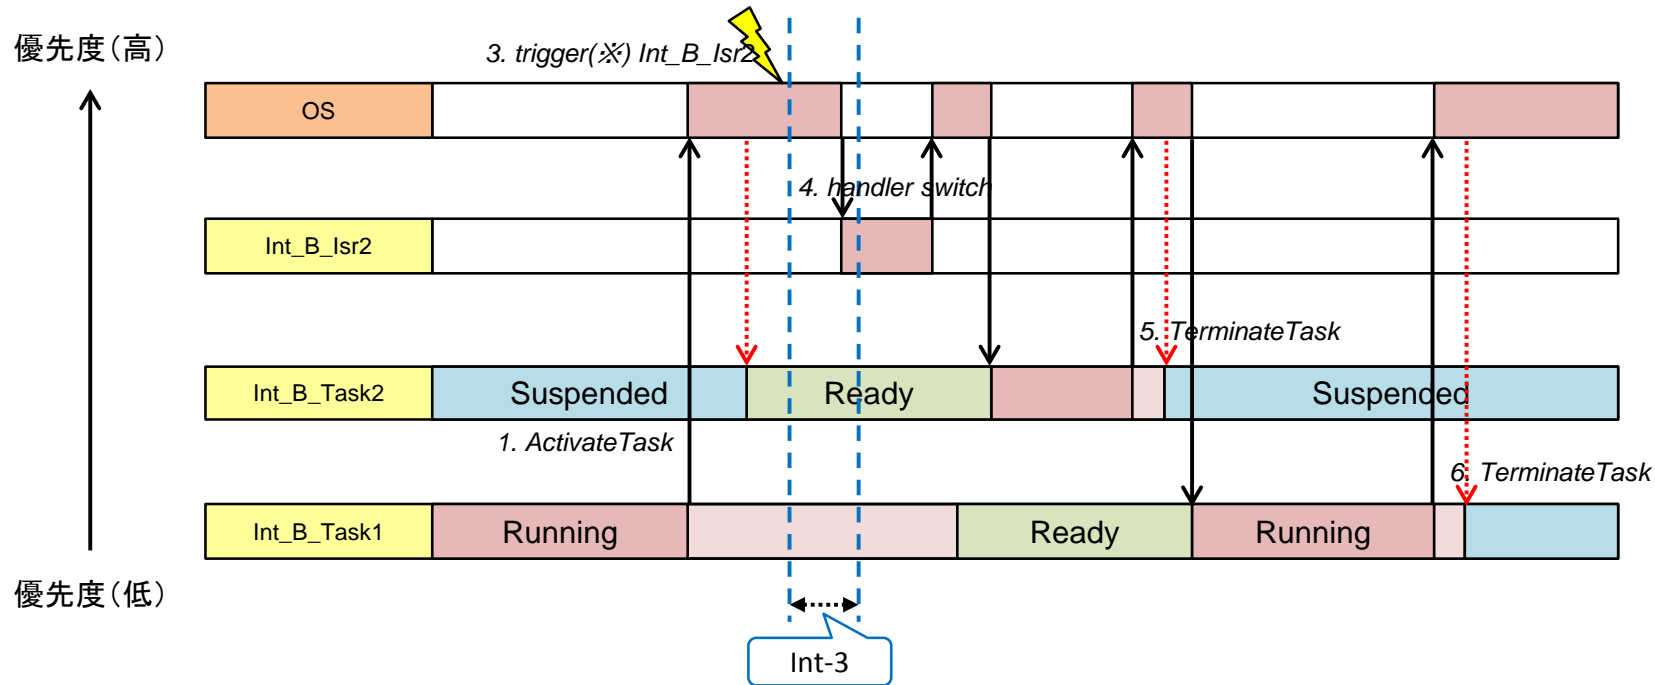 優先度(高)
3. trigger(※) Int_B_Isr2
OS
4. handler switch
Int_B_Isr2
5. TerminateTask
Int_B_Task2
Suspended
Ready
Suspended
1. ActivateTask
6. TerminateTask
Int_B_Task1
Running
Ready
Running
優先度(低)
Int-3